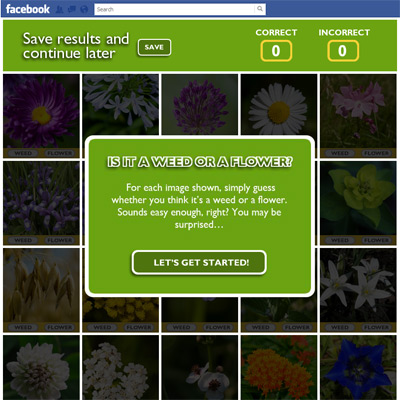 facebook
Search
Save results and
continue later
SAVE
CORRECT
0
INCORRECT
0
IS IT A WEED OR A FLOWER?
For each image shown, simply guess
whether you think it's a weed or a flower.
Sounds easy enough, right? You may be
surprised...
LET'S GET STARTED!
WEED FLOWER
WEED FLOWER
WEED FLOWER
WEED FLOWER
WEED FLOWER
WEED FLOWER
WEED FLOWER
WEED FLOWER
WEED FLOWER